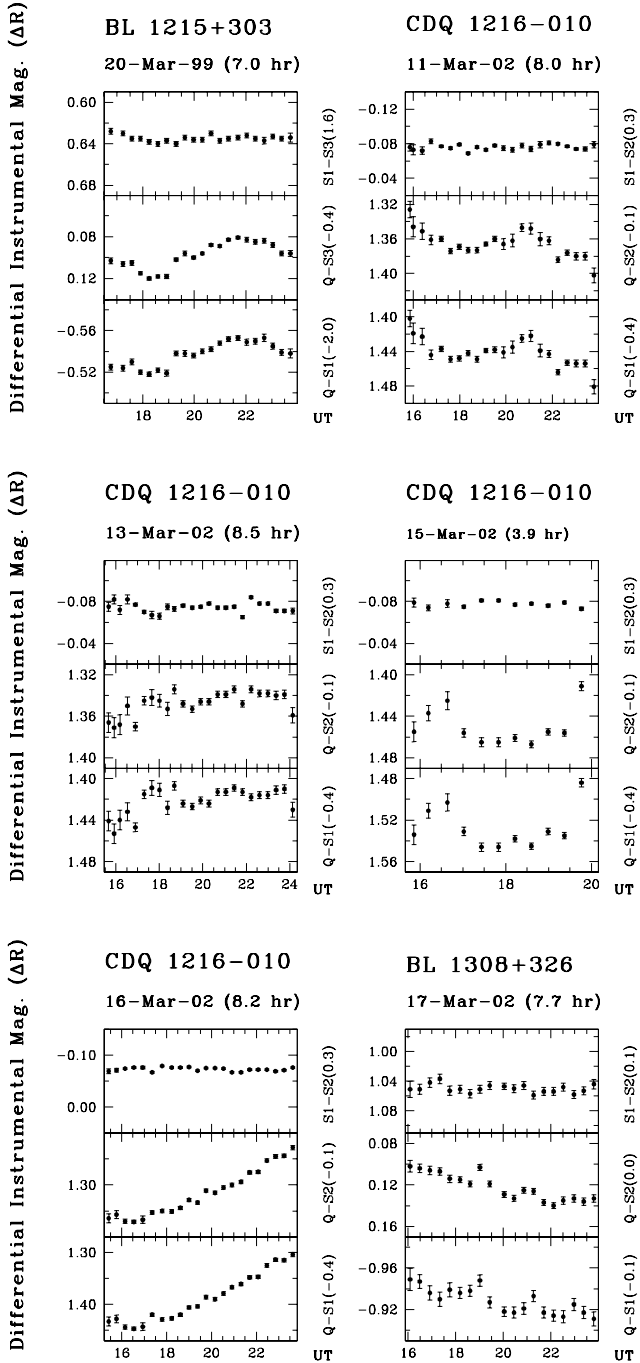 BL 1215+303
20-Mar-99 (7.0 hr)
Differential Instrumental Mag. (ΔR)
0.60
0.64
0.68
S1-S3(1.6)
0.08
0.12
Q-S3(-0.4)
-0.56
-0.52
Q-S1(-2.0)
18 20 22
UT
CDQ 1216-010
11-Mar-02 (8.0 hr)
-0.12
-0.08
-0.04
S1-S2(0.3)
1.32
1.36
1.40
Q-S2(-0.1)
1.40
1.44
1.48
Q-S1(-0.4)
16 18 20 22
UT
CDQ 1216-010
13-Mar-02 (8.5 hr)
Differential Instrumental Mag. (ΔR)
-0.08
-0.04
S1-S2(0.3)
1.32
1.36
1.40
Q-S2(-0.1)
1.40
1.44
1.48
Q-S1(-0.4)
16 18 20 22 24
UT
CDQ 1216-010
15-Mar-02 (3.9 hr)
-0.08
-0.04
S1-S2(0.3)
1.40
1.44
1.48
Q-S2(-0.1)
1.48
1.52
1.56
Q-S1(-0.4)
16 18 20
UT
CDQ 1216-010
16-Mar-02 (8.2 hr)
Differential Instrumental Mag. (ΔR)
-0.10
0.00
S1-S2(0.3)
1.30
Q-S2(-0.1)
1.30
1.40
Q-S1(-0.4)
16 18 20 22
UT
BL 1308+326
17-Mar-02 (7.7 hr)
1.00
1.04
1.08
S1-S2(0.1)
0.08
0.12
0.16
Q-S2(0.0)
-0.96
-0.92
Q-S1(-0.1)
16 18 20 22
UT